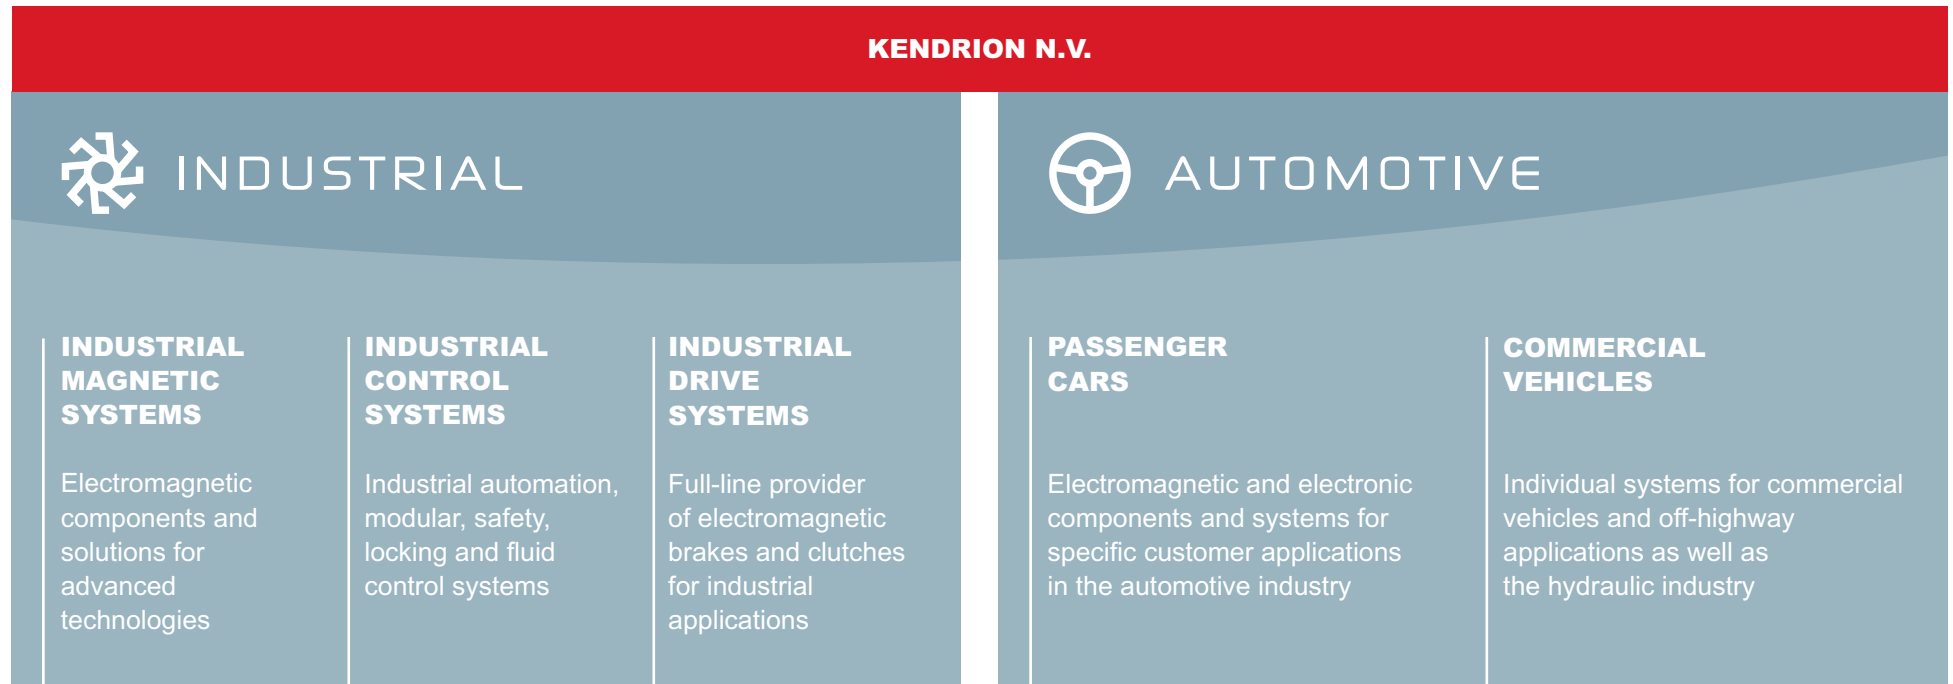 KENDRION N.V.
INDUSTRIAL
INDUSTRIAL
MAGNETIC
SYSTEMS
Electromagnetic
components and
solutions for
advanced
technologies
INDUSTRIAL
CONTROL
SYSTEMS
Industrial automation,
modular, safety,
locking and fluid
control systems
INDUSTRIAL
DRIVE
SYSTEMS
Full-line provider
of electromagnetic
brakes and clutches
for industrial
applications
AUTOMOTIVE
PASSENGER
CARS
Electromagnetic and electronic
components and systems for
specific customer applications
in the automotive industry
COMMERCIAL
VEHICLES
Individual systems for commercial
vehicles and off-highway
applications as well as
the hydraulic industry